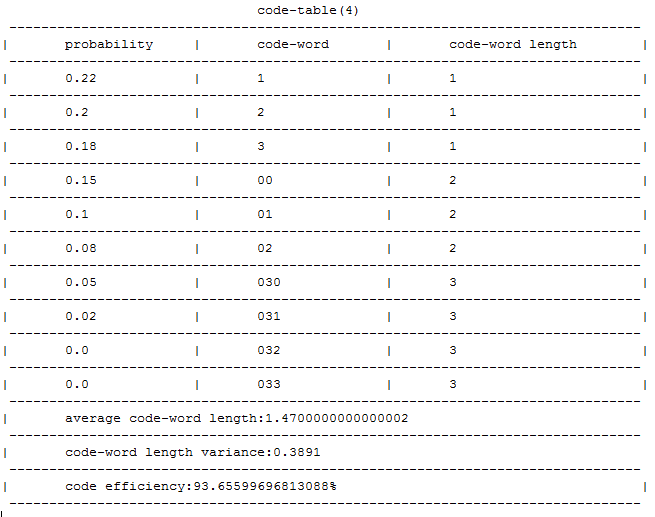 code-table(4)
probability | code-word | code-word length
0.22 | 1 | 1
0.2 | 2 | 1
0.18 | 3 | 1
0.15 | 00 | 2
0.1 | 01 | 2
0.08 | 02 | 2
0.05 | 030 | 3
0.02 | 031 | 3
0.0 | 032 | 3
0.0 | 033 | 3
average code-word length:1.4700000000000002
code-word length variance:0.3891
code efficiency:93.65599696813088%